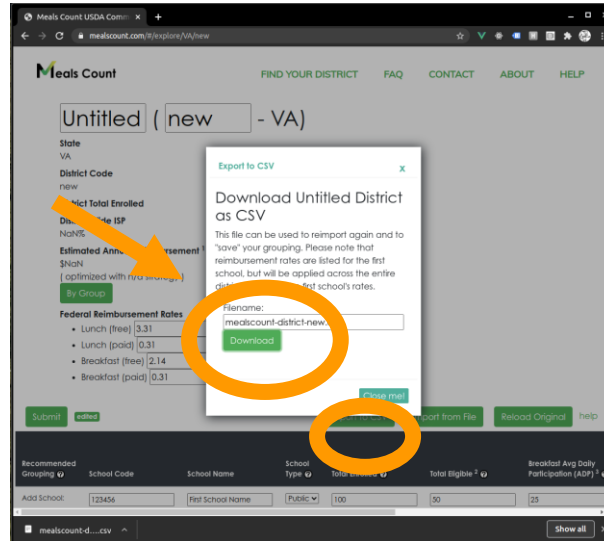 Meals Count USDA Comm
mealscount.com/#/explore/VA/new
Meals Count
FIND YOUR DISTRICT FAQ CONTACT ABOUT HELP
Untitled ( new - VA)
State
VA
District Code
new
District Total Enrolled
ISP
NaN%
Estimated
$NaN
( optimized with n/a
By Group
Federal Reimbursement Rates
Lunch (free) 3.31
Lunch (paid) 0.31
Breakfast (free) 2.14
Breakfast (paid) 0.31
Export to CSV x
Download Untitled District
as CSV
This file can be used to reimport again and to
"save" your grouping. Please note that
reimbursement rates are listed for the first
school, but will be applied across the entire
first school's rates.
Filename:
mealscount-district-new.
Download
Close me!
Submit edited from File Reload Original help
Recommended
Grouping School Code School Name School
Type Total Total Eligible 2 Breakfast Avg Daily
Participation (ADP) 3
Add School: 123456 First School Name Public 100 50 25
mealscount-d....csv Show all